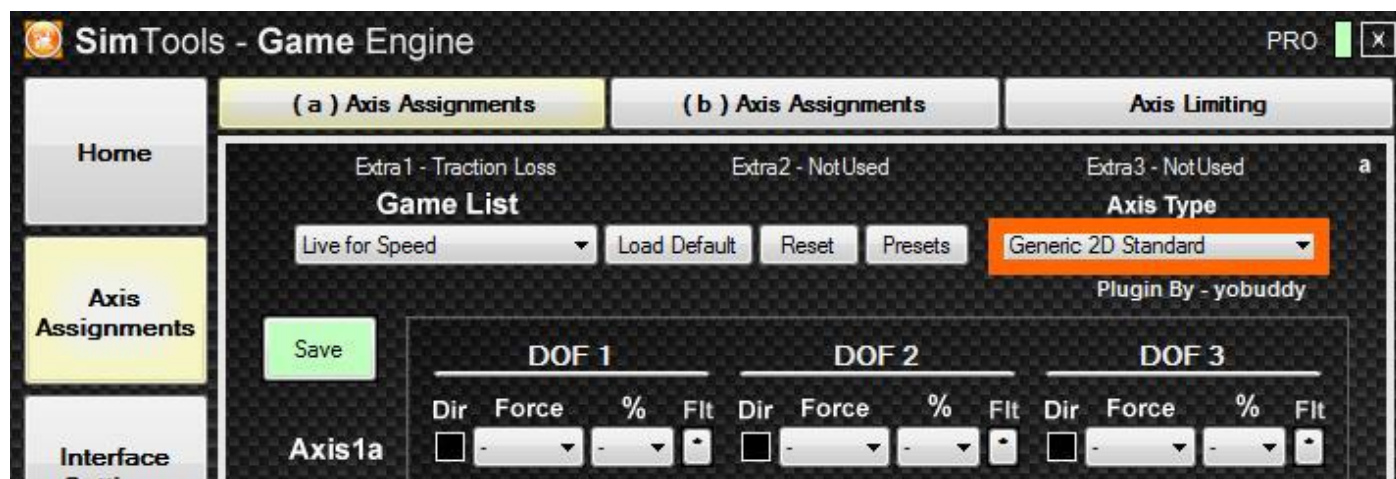 SimTools - Game Engine
PRO X
Home
( a ) Axis Assignments
( b ) Axis Assignments
Axis Limiting
Extra1 - Traction Loss
Extra2 - NotUsed
Extra3 - NotUsed
a
Game List
Axis Type
Live for Speed
Load Default
Reset
Presets
Generic 2D Standard
Plugin By - yobuddy
Axis
Assignments
Save
DOF 1
DOF 2
DOF 3
Dir Force % Flt Dir Force % Flt Dir Force % Flt
Axis1a - - * - - * - - *
Interface